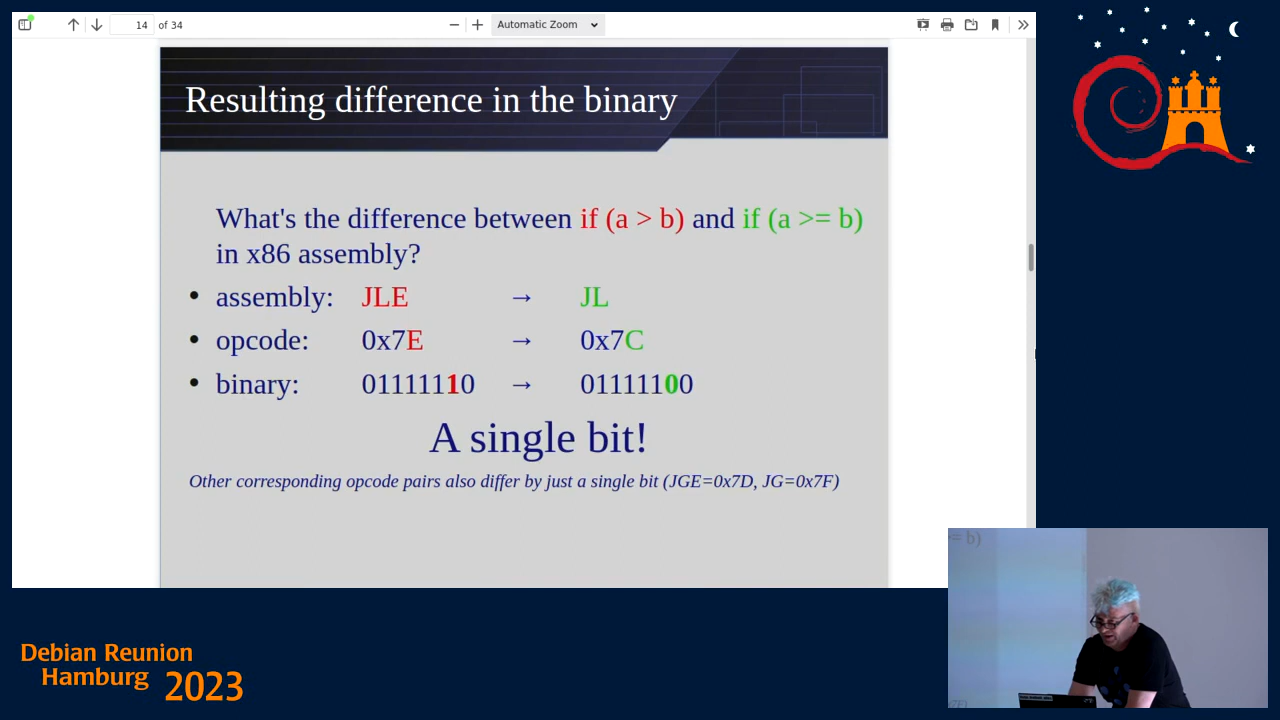 14 of 34
Automatic Zoom
Resulting difference in the binary
What's the difference between if (a > b) and if (a >= b)
in x86 assembly?
• assembly: JLE → JL
• opcode: 0x7E → 0x7C
• binary: 01111110 → 01111100
A single bit!
Other corresponding opcode pairs also differ by just a single bit (JGE=0x7D, JG=0x7F)
>= b)
Debian Reunion
Hamburg 2023